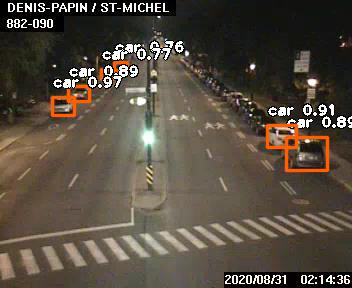 DENIS-PAPIN / ST-MICHEL
882-090
car 0.76
car 0.77
car 0.89
car 0.97
car 0.91
car 0.89
2020/08/31 02:14:36